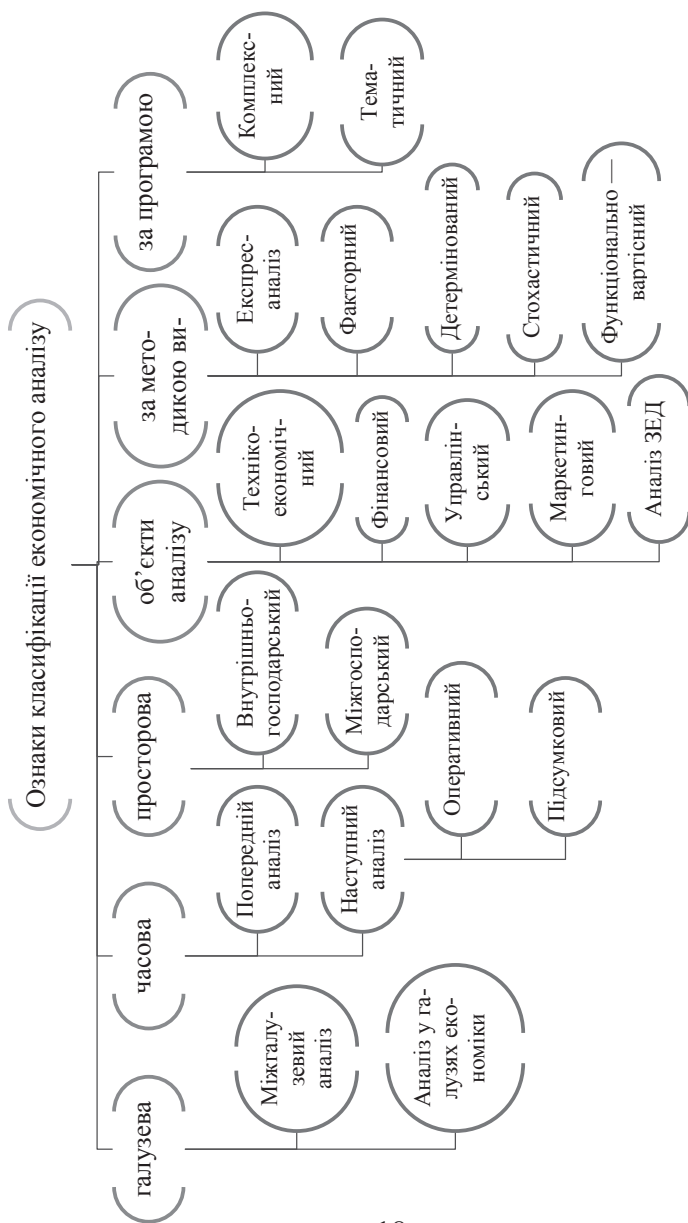 Ознаки класифікації економічного аналізу
галузева
Міжгалу-
зевий
аналіз
Аналіз у га-
лузях еко-
номіки
часова
Попередній
аналіз
Наступний
аналіз
Оперативний
Підсумковий
просторова
Внутрішньо-
господарський
Міжгоспо-
дарський
об’єкти
аналізу
Техніко-
економіч-
ний
Фінансовий
Управлін-
ський
Маркетин-
говий
Аналіз ЗЕД
за мето-
дикою ви-
Експрес-
аналіз
Факторний
Детермінований
Стохастичний
Функціонально —
вартісний
за програмою
Комплекс-
ний
Тема-
тичний